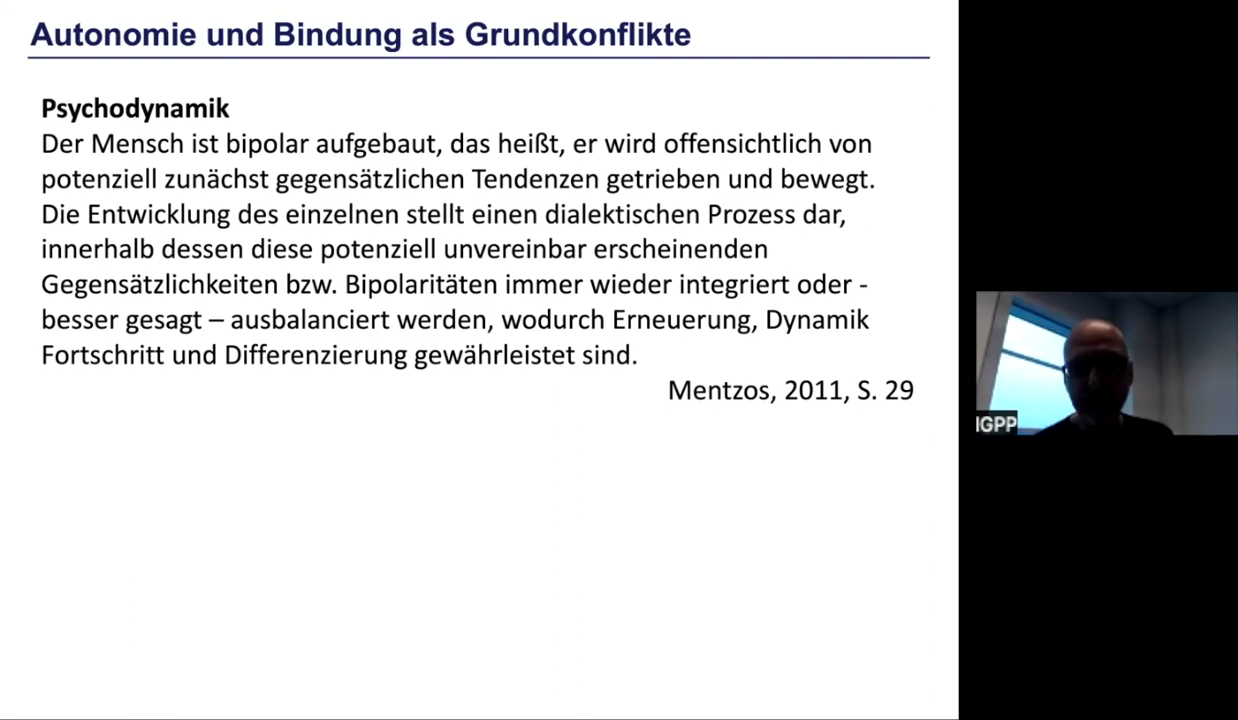 Autonomie und Bindung als Grundkonflikte
Psychodynamik
Der Mensch ist bipolar aufgebaut, das heißt, er wird offensichtlich von
potenziell zunächst gegensätzlichen Tendenzen getrieben und bewegt.
Die Entwicklung des einzelnen stellt einen dialektischen Prozess dar,
innerhalb dessen diese potenziell unvereinbar erscheinenden
Gegensätzlichkeiten bzw. Bipolaritäten immer wieder integriert oder -
besser gesagt – ausbalanciert werden, wodurch Erneuerung, Dynamik
Fortschritt und Differenzierung gewährleistet sind.
Mentzos, 2011, S. 29
IGPP